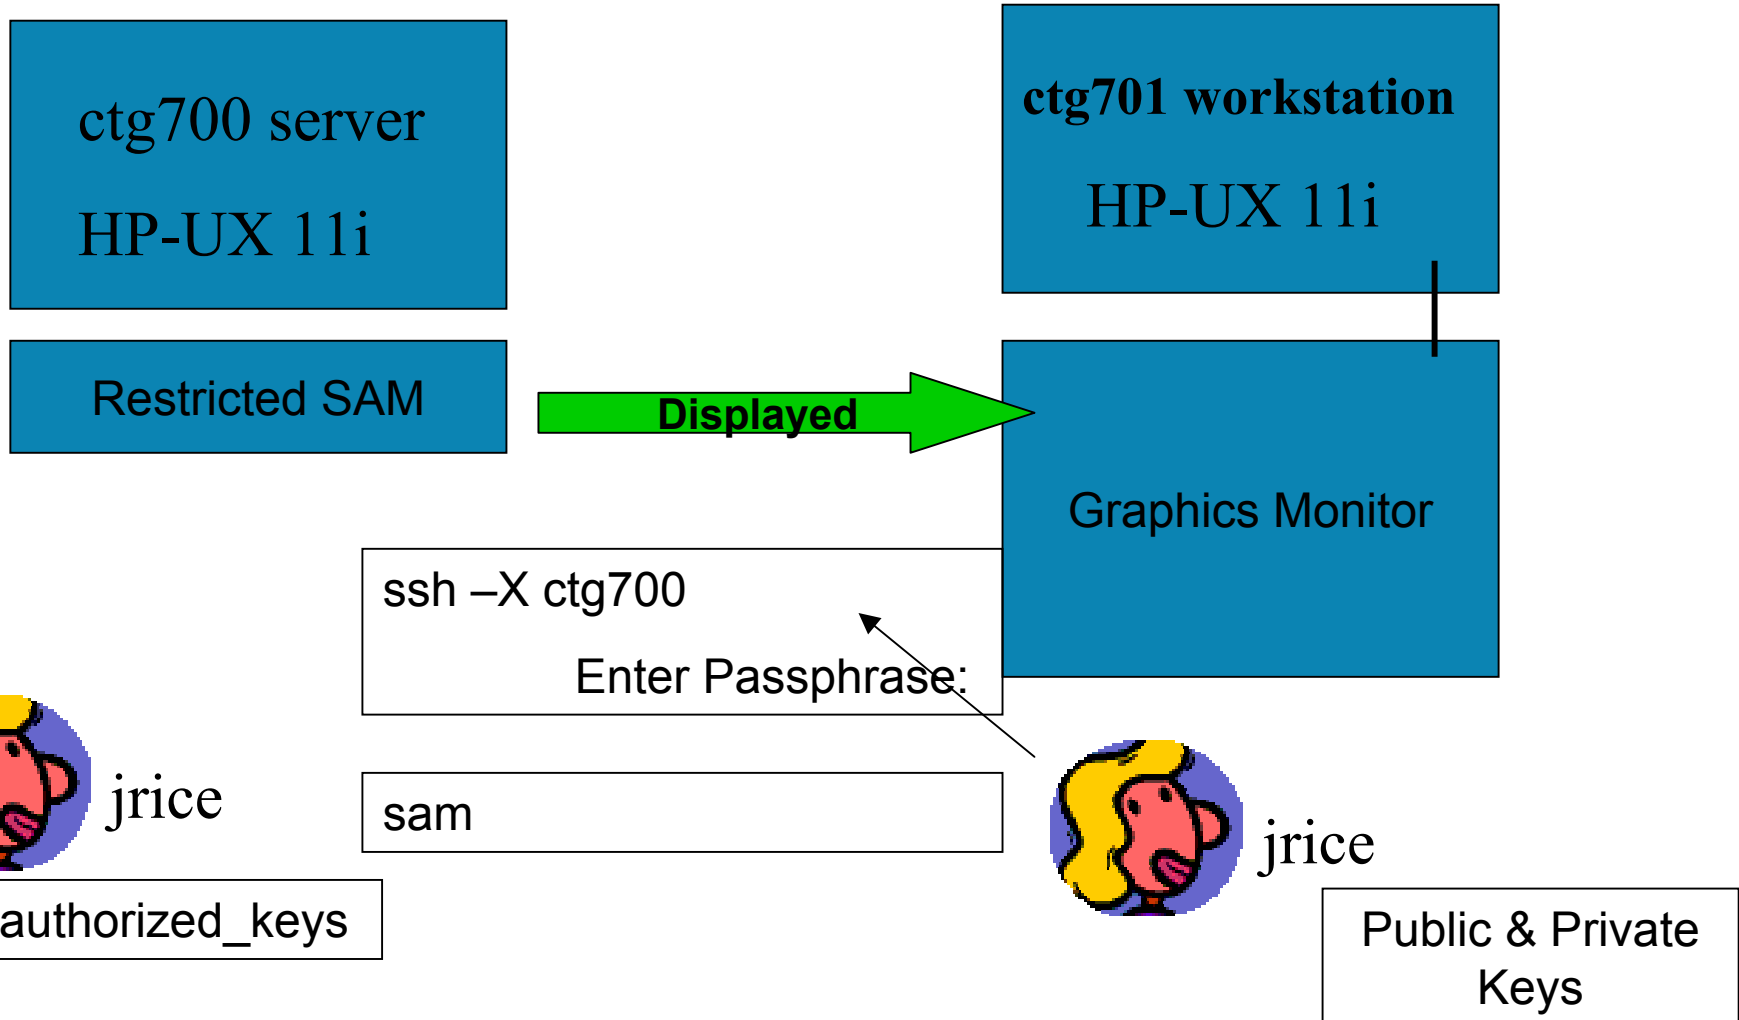 ctg700 server
HP-UX 11i
ctg701 workstation
HP-UX 11i
Restricted SAM
Displayed
Graphics Monitor
ssh –X ctg700
Enter Passphrase:
jrice
sam
jrice
authorized_keys
Public & Private
Keys